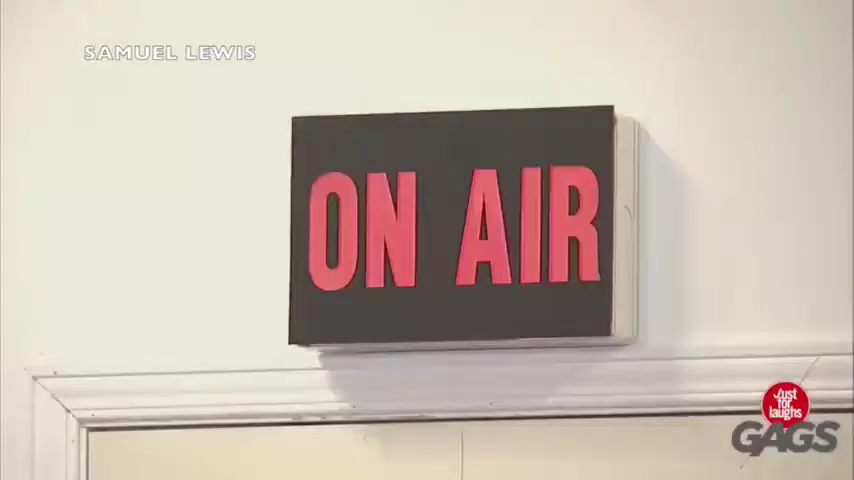 SAMUEL LEWIS
ON AIR
Just
for
laughs
GAGS